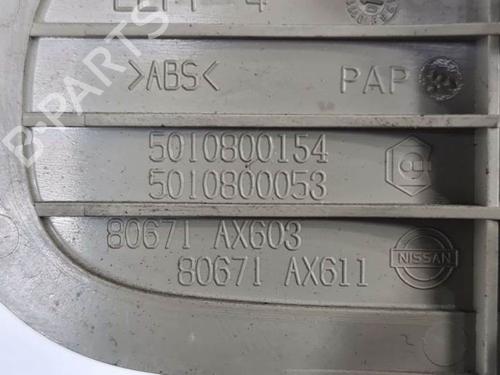 >ABS< PAP
5010800154
5010800053
80671 AX603
80671 AX611 NISSAN
B-PARTS